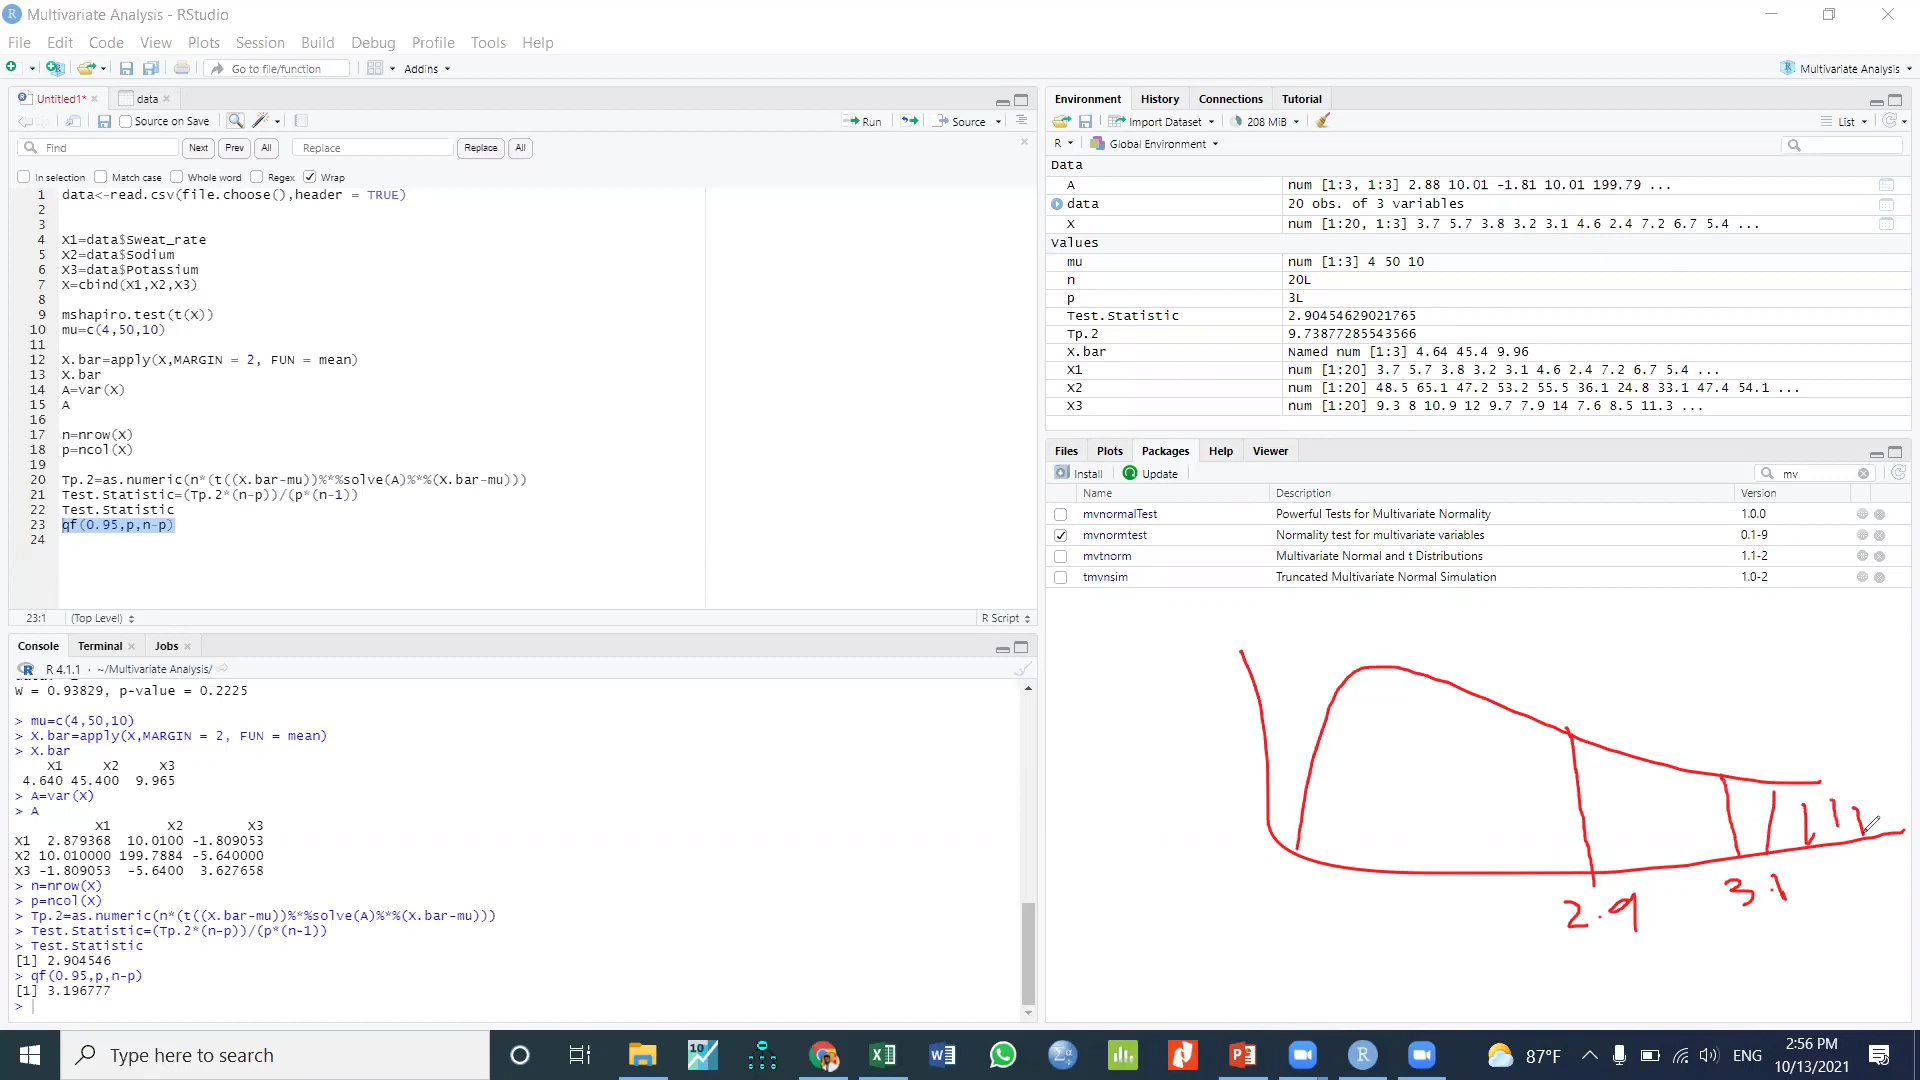 Multivariate Analysis - RStudio
File Edit Code View Plots Session Build Debug Profile Tools Help
Go to file/function Addins Multivariate Analysis
Untitled1* data
Source on Save Run Source
Find Next Prev All Replace Replace All
In selection Match case Whole word Regex Wrap
1 data<-read.csv(file.choose(),header = TRUE)
2
3
4 X1=data$Sweat_rate
5 X2=data$Sodium
6 X3=data$Potassium
7 X=cbind(X1,X2,X3)
8
9 mshapiro.test(t(X))
10 mu=c(4,50,10)
11
12 X.bar=apply(X,MARGIN = 2, FUN = mean)
13 X.bar
14 A=var(X)
15 A
16
17 n=nrow(X)
18 p=ncol(X)
19
20 Tp.2=as.numeric(n*(t((X.bar-mu))%*%solve(A)%*%(X.bar-mu)))
21 Test.Statistic=(Tp.2*(n-p))/(p*(n-1))
22 Test.Statistic
23 qf(0.95,p,n-p)
24
23:1 (Top Level) R Script
Console Terminal Jobs
R 4.1.1 · ~/Multivariate Analysis/
W = 0.93829, p-value = 0.2225
> mu=c(4,50,10)
> X.bar=apply(X,MARGIN = 2, FUN = mean)
> X.bar
X1 X2 X3
4.640 45.400 9.965
> A=var(X)
> A
X1 X2 X3
X1 2.879368 10.0100 -1.809053
X2 10.010000 199.7884 -5.640000
X3 -1.809053 -5.6400 3.627658
> n=nrow(X)
> p=ncol(X)
> Tp.2=as.numeric(n*(t((X.bar-mu))%*%solve(A)%*%(X.bar-mu)))
> Test.Statistic=(Tp.2*(n-p))/(p*(n-1))
> Test.Statistic
[1] 2.904546
> qf(0.95,p,n-p)
[1] 3.196777
>
Environment History Connections Tutorial
Import Dataset 208 MiB List
R Global Environment
Data
A num [1:3, 1:3] 2.88 10.01 -1.81 10.01 199.79 ...
data 20 obs. of 3 variables
X num [1:20, 1:3] 3.7 5.7 3.8 3.2 3.1 4.6 2.4 7.2 6.7 5.4 ...
Values
mu num [1:3] 4 50 10
n 20L
p 3L
Test.Statistic 2.90454629021765
Tp.2 9.73877285543566
X.bar Named num [1:3] 4.64 45.4 9.96
X1 num [1:20] 3.7 5.7 3.8 3.2 3.1 4.6 2.4 7.2 6.7 5.4 ...
X2 num [1:20] 48.5 65.1 47.2 53.2 55.5 36.1 24.8 33.1 47.4 54.1 ...
X3 num [1:20] 9.3 8 10.9 12 9.7 7.9 14 7.6 8.5 11.3 ...
Files Plots Packages Help Viewer
Install Update mv
Name Description Version
mvnormalTest Powerful Tests for Multivariate Normality 1.0.0
mvnormtest Normality test for multivariate variables 0.1-9
mvtnorm Multivariate Normal and t Distributions 1.1-2
tmvnsim Truncated Multivariate Normal Simulation 1.0-2
2.9 3.1
Type here to search 87°F ENG 2:56 PM
10/13/2021